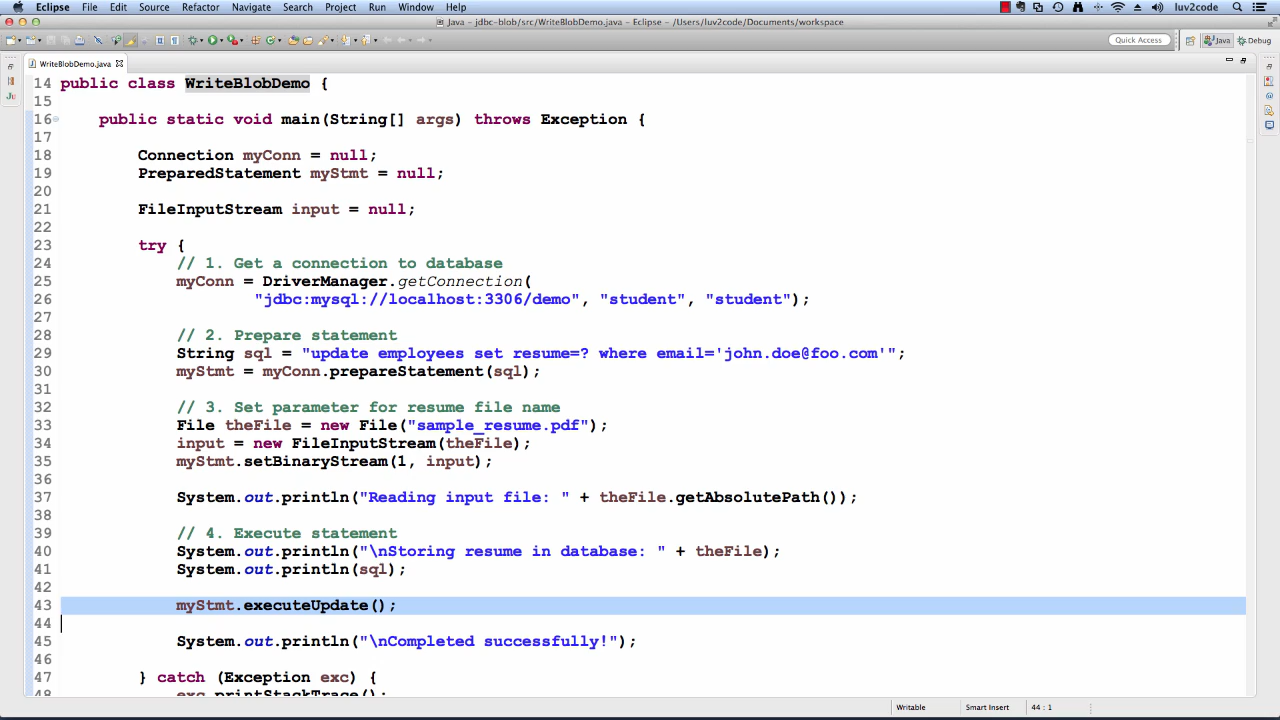 Eclipse File Edit Source Refactor Navigate Search Project Run Window Help luv2code
Java – jdbc-blob/src/WriteBlobDemo.java – Eclipse – /Users/luv2code/Documents/workspace
Quick Access Java Debug
WriteBlobDemo.java
14 public class WriteBlobDemo {
15
16 public static void main(String[] args) throws Exception {
17
18 Connection myConn = null;
19 PreparedStatement myStmt = null;
20
21 FileInputStream input = null;
22
23 try {
24 // 1. Get a connection to database
25 myConn = DriverManager.getConnection(
26 "jdbc:mysql://localhost:3306/demo", "student", "student");
27
28 // 2. Prepare statement
29 String sql = "update employees set resume=? where email='john.doe@foo.com'";
30 myStmt = myConn.prepareStatement(sql);
31
32 // 3. Set parameter for resume file name
33 File theFile = new File("sample_resume.pdf");
34 input = new FileInputStream(theFile);
35 myStmt.setBinaryStream(1, input);
36
37 System.out.println("Reading input file: " + theFile.getAbsolutePath());
38
39 // 4. Execute statement
40 System.out.println("\nStoring resume in database: " + theFile);
41 System.out.println(sql);
42
43 myStmt.executeUpdate();
44
45 System.out.println("\nCompleted successfully!");
46
47 } catch (Exception exc) {
48 exc.printStackTrace();
Writable Smart Insert 44 : 1